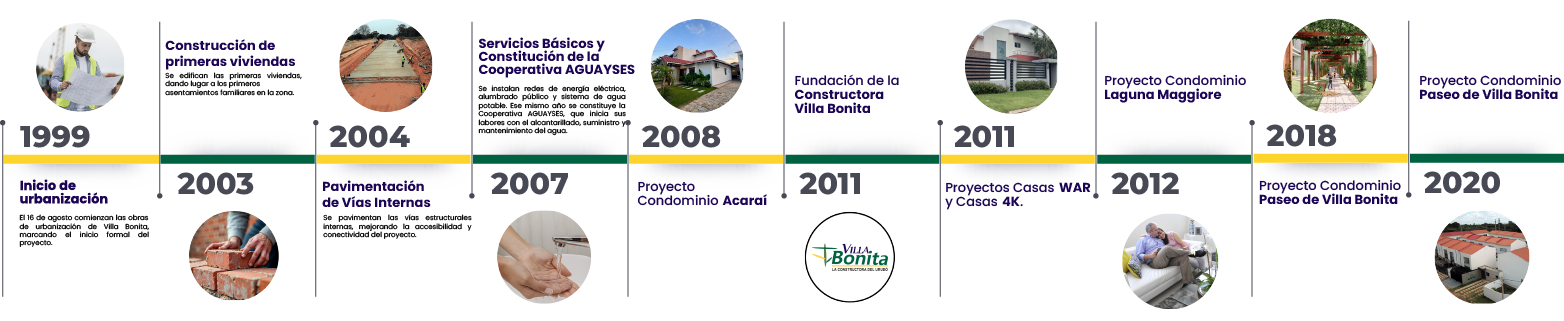 1999
Inicio de
urbanización
El 16 de agosto comienzan las obras
de urbanización de Villa Bonita,
marcando el inicio formal del
proyecto.
Construcción de
primeras viviendas
Se edifican las primeras viviendas,
dando lugar a los primeros
asentamientos familiares en la zona.
2003
2004
Pavimentación
de Vías Internas
Se pavimentan las vías estructurales
internas, mejorando la accesibilidad y
conectividad del proyecto.
Servicios Básicos y
Constitución de la
Cooperativa AGUAYSES
Se instalan redes de energía eléctrica,
alumbrado público y sistema de agua
potable. Ese mismo año se constituye la
Cooperativa AGUAYSES, que inicia sus
labores con el alcantarillado, suministro y
mantenimiento del agua.
2007
2008
Proyecto
Condominio Acaraí
Fundación de la
Constructora
Villa Bonita
2011
VILLA
Bonita
LA CONSTRUCTORA DEL URUBÓ
2011
Proyectos Casas WAR
y Casas 4K.
Proyecto Condominio
Laguna Maggiore
2012
2018
Proyecto Condominio
Paseo de Villa Bonita
Proyecto Condominio
Paseo de Villa Bonita
2020